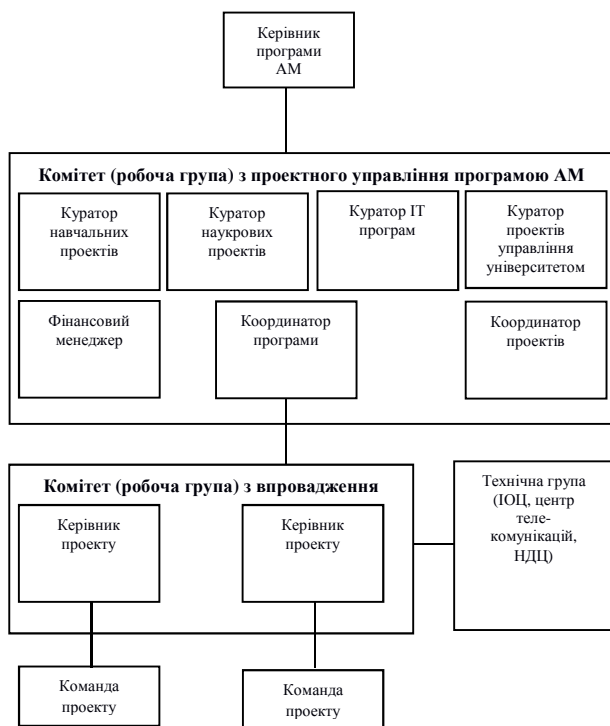 Керівник
програми
АМ
Комітет (робоча група) з проектного управління програмою АМ
Куратор
навчальних
проектів
Куратор
наукрових
проектів
Куратор ІТ
програм
Куратор
проектів
управління
університетом
Фінансовий
менеджер
Координатор
програми
Координатор
проектів
Комітет (робоча група) з впровадження
Керівник
проекту
Керівник
проекту
Технічна група
(ІОЦ, центр
теле-
комунікацій,
НДЦ)
Команда
проекту
Команда
проекту